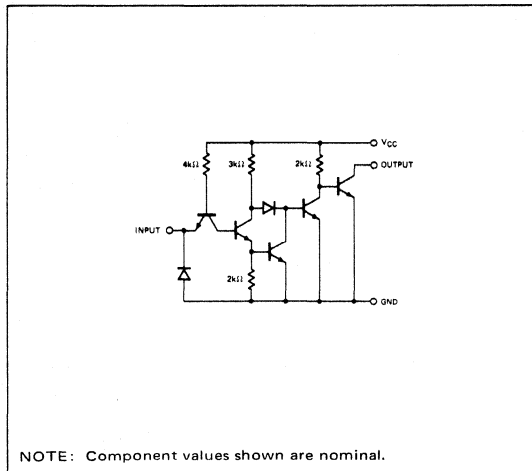 VCC
4kΩ 3kΩ 2kΩ
OUTPUT
INPUT
2kΩ
GND
NOTE: Component values shown are nominal.